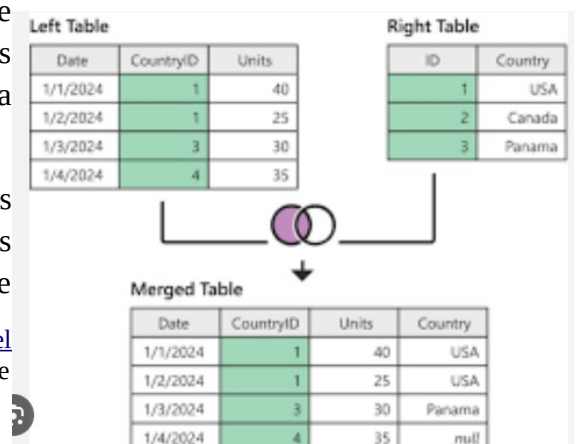 e
Left Table
Right Table
s
Date CountryID Units
ID Country
1/1/2024 1 40
1 USA
a
1/2/2024 1 25
2 Canada
1/3/2024 3 30
3 Panama
1/4/2024 4 35
s
s
e
Merged Table
Date CountryID Units Country
el
1/1/2024 1 40 USA
e
1/2/2024 1 25 USA
1/3/2024 3 30 Panama
1/4/2024 4 35 null